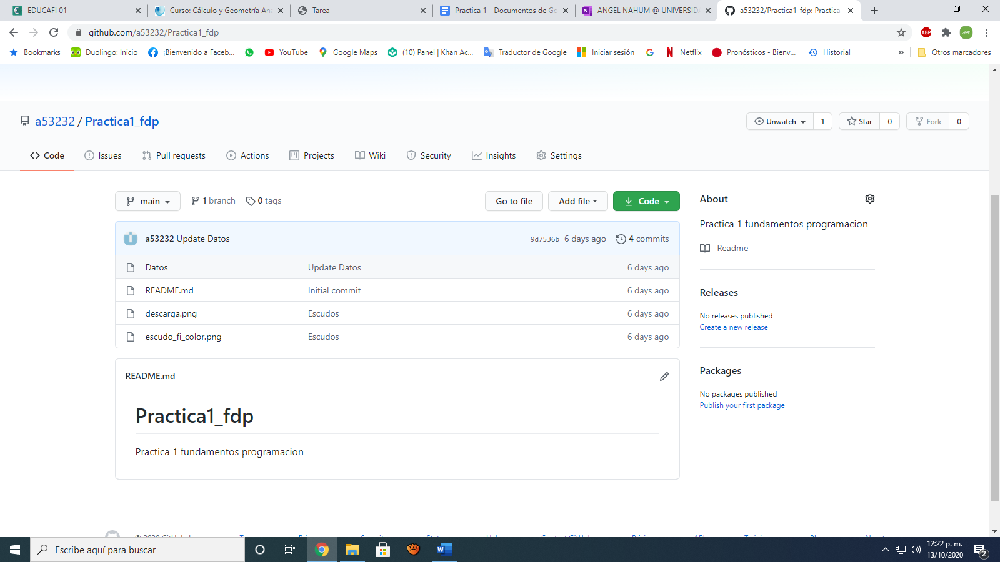 EDUCAFI 01
Curso: Cálculo y Geometría Ana
Tarea
Practica 1 - Documentos de Go
ANGEL NAHUM @ UNIVERSID
a53232/Practica1_fdp: Practica
github.com/a53232/Practica1_fdp
ABP
Bookmarks
Duolingo: Inicio
¡Bienvenido a Faceb...
YouTube
Google Maps
(10) Panel | Khan Ac...
Traductor de Google
Iniciar sesión
Netflix
Pronósticos - Bienv...
Historial
»
Otros marcadores
a53232 / Practica1_fdp
Unwatch 1
Star 0
Fork 0
Code
Issues
Pull requests
Actions
Projects
Wiki
Security
Insights
Settings
main
1 branch
0 tags
Go to file
Add file
Code
a53232 Update Datos 9d7536b 6 days ago 4 commits
Datos Update Datos 6 days ago
README.md Initial commit 6 days ago
descarga.png Escudos 6 days ago
escudo_fi_color.png Escudos 6 days ago
README.md
Practica1_fdp
Practica 1 fundamentos programacion
About
Practica 1 fundamentos programacion
Readme
Releases
No releases published
Create a new release
Packages
No packages published
Publish your first package
Escribe aquí para buscar
12:22 p. m.
13/10/2020
2